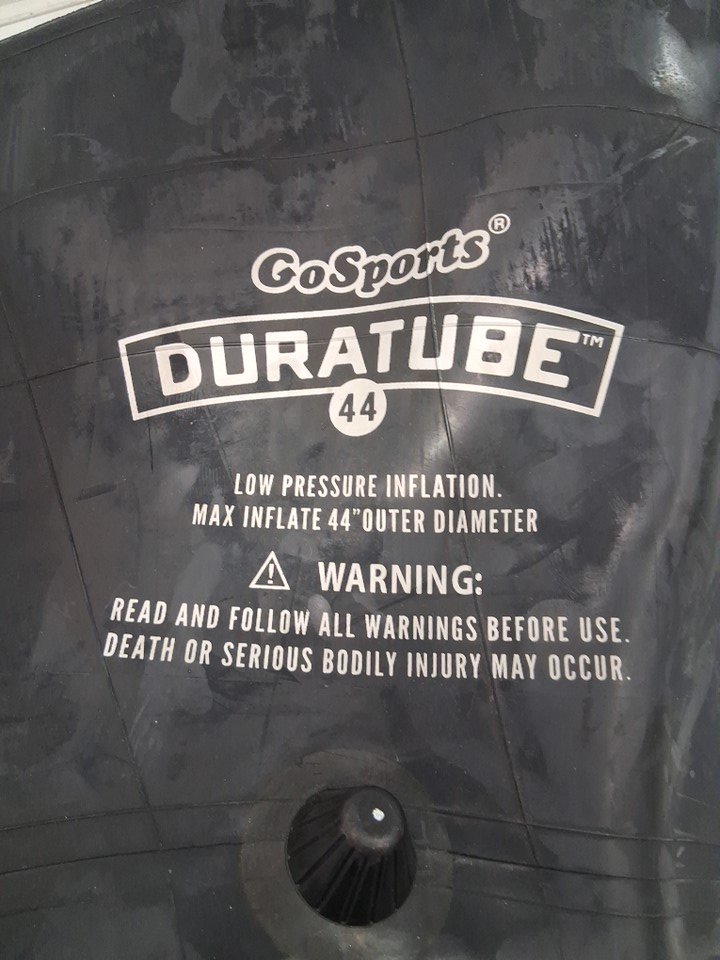 GoSports®
DURATUBE™
44
LOW PRESSURE INFLATION.
MAX INFLATE 44"OUTER DIAMETER
⚠ WARNING:
READ AND FOLLOW ALL WARNINGS BEFORE USE.
DEATH OR SERIOUS BODILY INJURY MAY OCCUR.